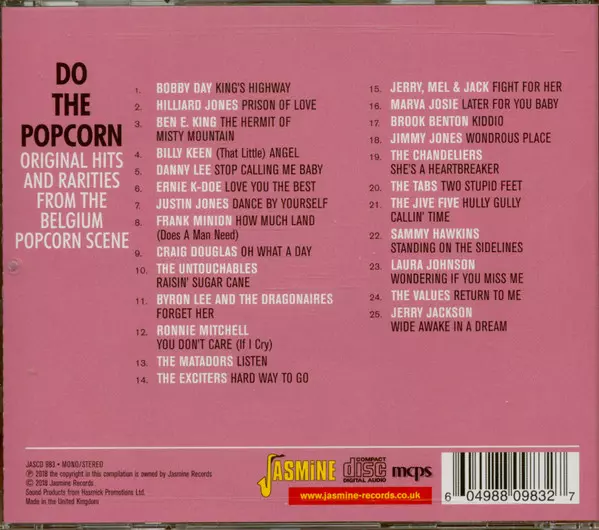 DO
THE
POPCORN
ORIGINAL HITS
AND RARITIES
FROM THE
BELGIUM
POPCORN SCENE
1. BOBBY DAY KING'S HIGHWAY
2. HILLIARD JONES PRISON OF LOVE
3. BEN E. KING THE HERMIT OF
MISTY MOUNTAIN
4. BILLY KEEN (That Little) ANGEL
5. DANNY LEE STOP CALLING ME BABY
6. ERNIE K-DOE LOVE YOU THE BEST
7. JUSTIN JONES DANCE BY YOURSELF
8. FRANK MINION HOW MUCH LAND
(Does A Man Need)
9. CRAIG DOUGLAS OH WHAT A DAY
10. THE UNTOUCHABLES
RAISIN' SUGAR CANE
11. BYRON LEE AND THE DRAGONAIRES
FORGET HER
12. RONNIE MITCHELL
YOU DON'T CARE (If I Cry)
13. THE MATADORS LISTEN
14. THE EXCITERS HARD WAY TO GO
15. JERRY, MEL & JACK FIGHT FOR HER
16. MARVA JOSIE LATER FOR YOU BABY
17. BROOK BENTON KIDDIO
18. JIMMY JONES WONDROUS PLACE
19. THE CHANDELIERS
SHE'S A HEARTBREAKER
20. THE TABS TWO STUPID FEET
21. THE JIVE FIVE HULLY GULLY
CALLIN' TIME
22. SAMMY HAWKINS
STANDING ON THE SIDELINES
23. LAURA JOHNSON
WONDERING IF YOU MISS ME
24. THE VALUES RETURN TO ME
25. JERRY JACKSON
WIDE AWAKE IN A DREAM
JASCD 983 • MONO/STEREO
℗ 2018 the copyright in this compilation is owned by Jasmine Records
© 2018 Jasmine Records
Sound Products from Hasmick Promotions Ltd.
Made in the United Kingdom
JASMINE
www.jasmine-records.co.uk
COMPACT
disc
DIGITAL AUDIO
mcps
6 04988 09832 7